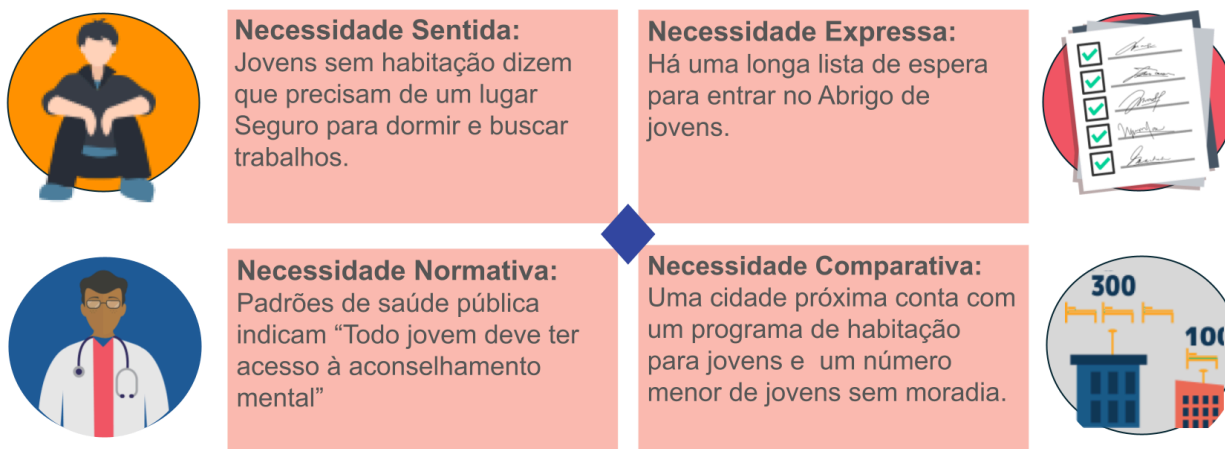 Necessidade Sentida:
Jovens sem habitação dizem
que precisam de um lugar
Seguro para dormir e buscar
trabalhos.
Necessidade Expressa:
Há uma longa lista de espera
para entrar no Abrigo de
jovens.
Necessidade Normativa:
Padrões de saúde pública
indicam “Todo jovem deve ter
acesso à aconselhamento
mental”
Necessidade Comparativa:
Uma cidade próxima conta com
um programa de habitação
para jovens e um número
menor de jovens sem moradia.
300
100